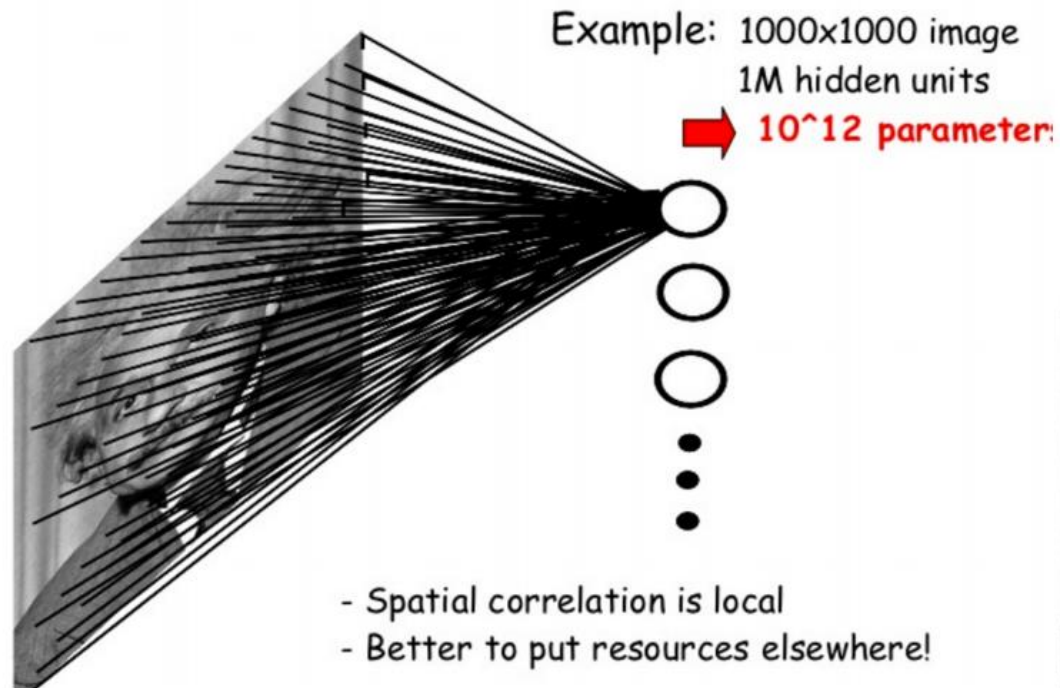 Example: 1000x1000 image
1M hidden units
10^12 parameter:
- Spatial correlation is local
- Better to put resources elsewhere!